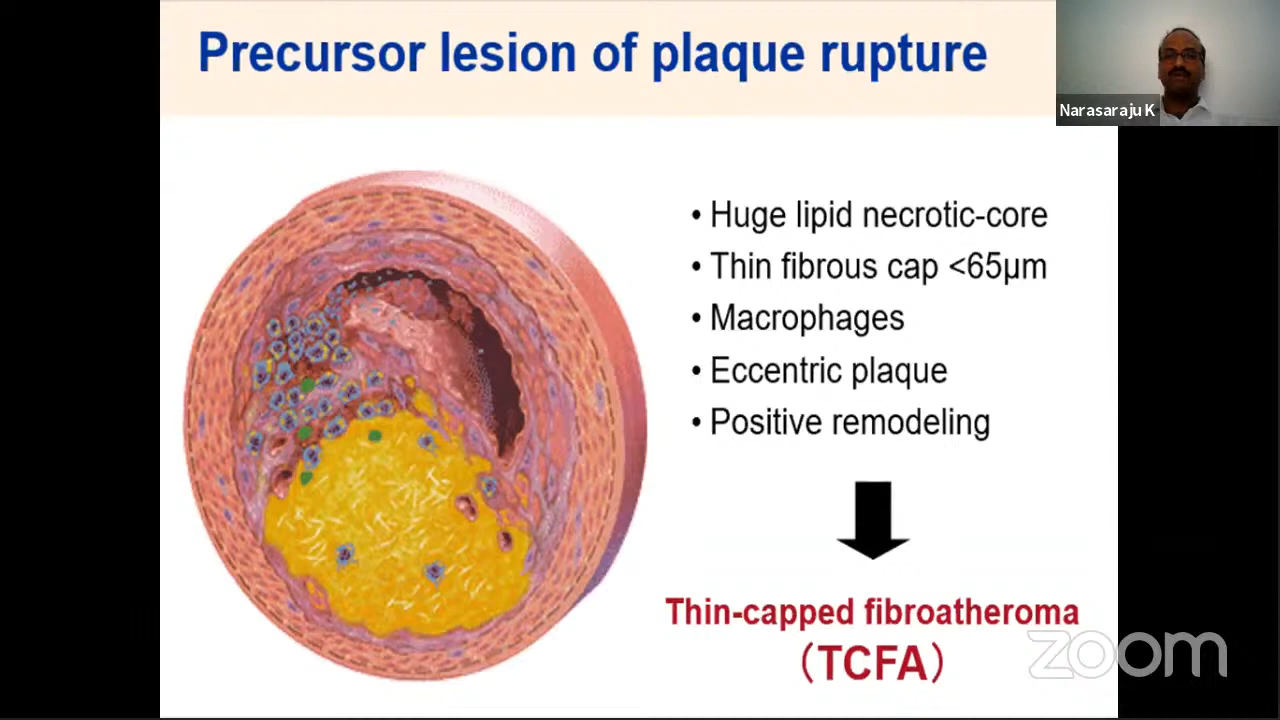 Precursor lesion of plaque rupture
Narasaraju K
• Huge lipid necrotic-core
• Thin fibrous cap <65μm
• Macrophages
• Eccentric plaque
• Positive remodeling
Thin-capped fibroatheroma
（TCFA）
zoom